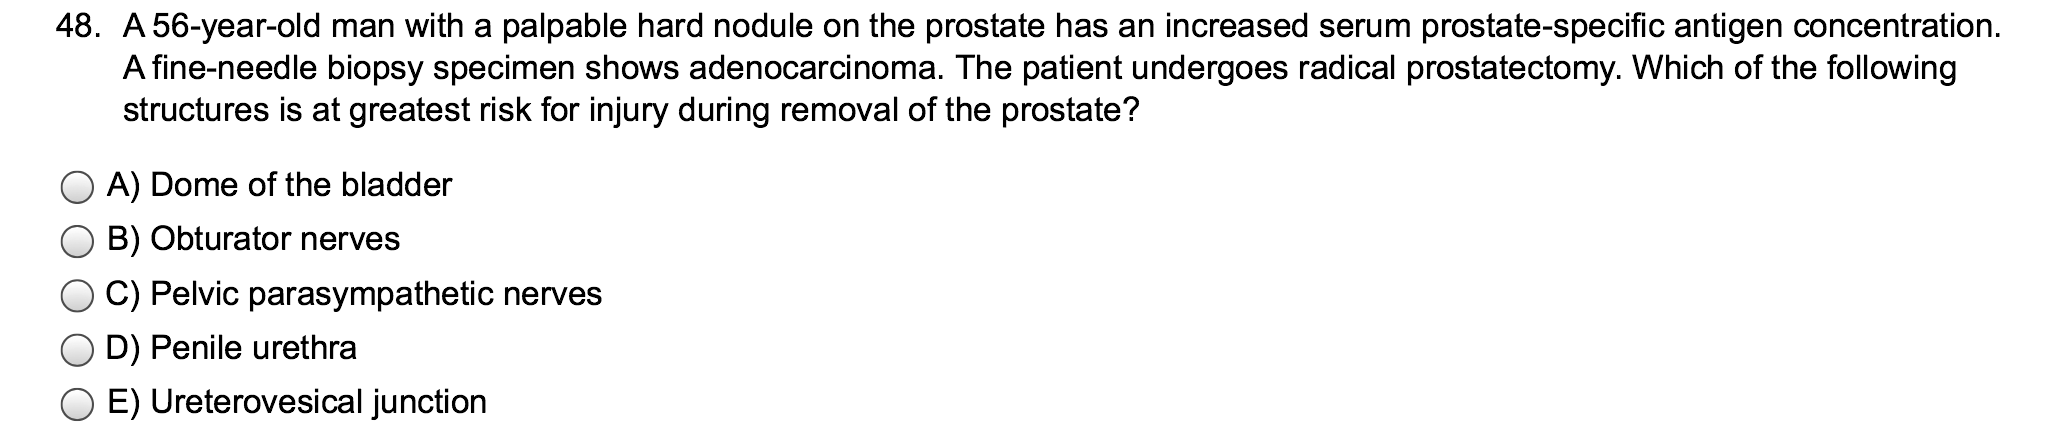 48. A 56-year-old man with a palpable hard nodule on the prostate has an increased serum prostate-specific antigen concentration.
A fine-needle biopsy specimen shows adenocarcinoma. The patient undergoes radical prostatectomy. Which of the following
structures is at greatest risk for injury during removal of the prostate?
A) Dome of the bladder
B) Obturator nerves
C) Pelvic parasympathetic nerves
D) Penile urethra
E) Ureterovesical junction